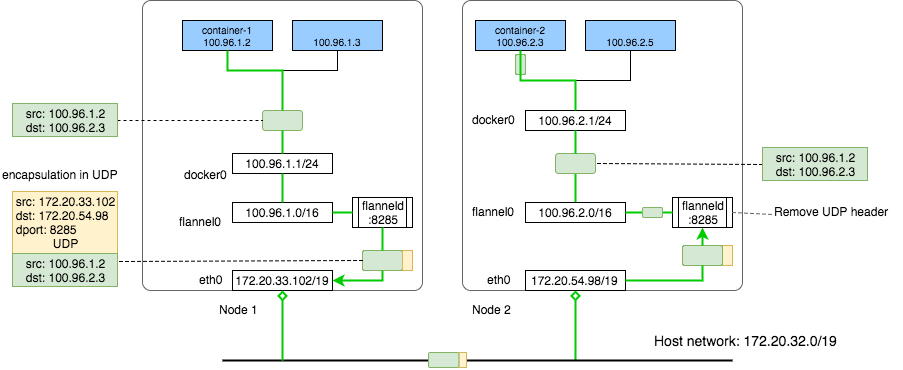 container-1
100.96.1.2
100.96.1.3
container-2
100.96.2.3
100.96.2.5
src: 100.96.1.2
dst: 100.96.2.3
docker0
100.96.2.1/24
encapsulation in UDP
docker0
100.96.1.1/24
src: 100.96.1.2
dst: 100.96.2.3
src: 172.20.33.102
dst: 172.20.54.98
dport: 8285
UDP
src: 100.96.1.2
dst: 100.96.2.3
flannel0
100.96.1.0/16
flanneld
:8285
flannel0
100.96.2.0/16
flanneld
:8285
Remove UDP header
eth0
172.20.33.102/19
eth0
172.20.54.98/19
Node 1
Node 2
Host network: 172.20.32.0/19